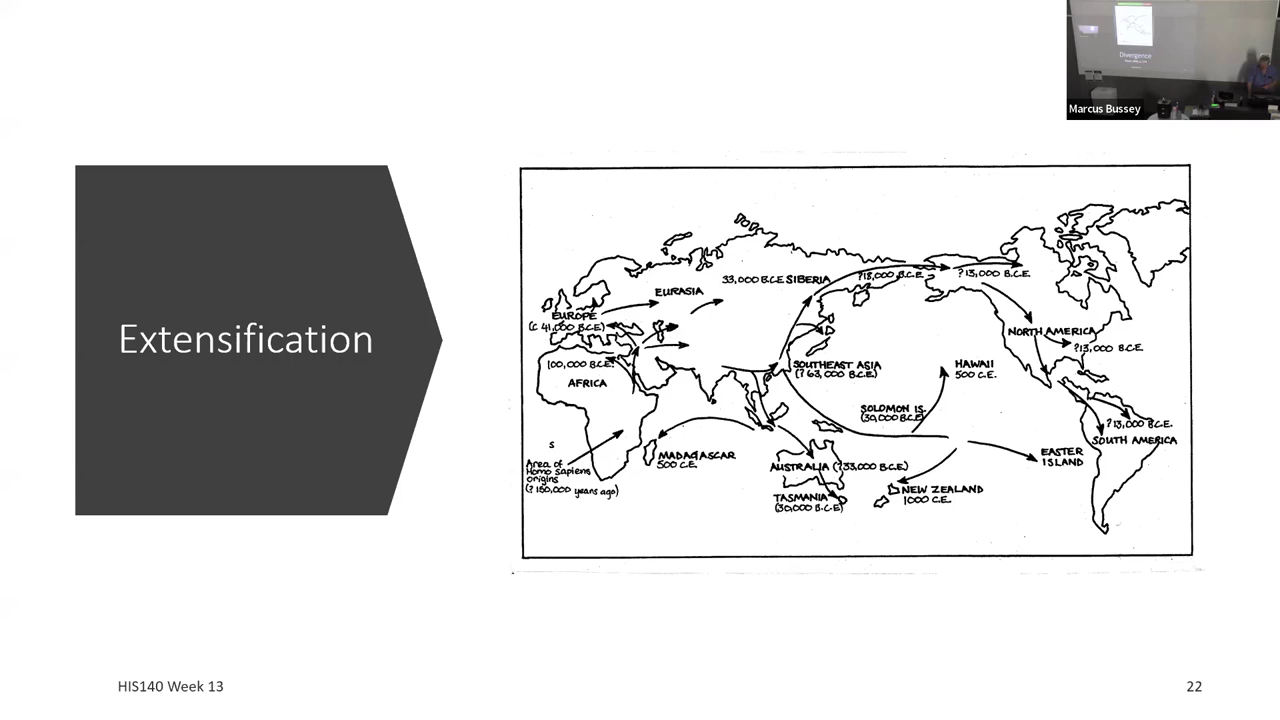 Divergence
Marcus Bussey
Extensification
33,000 B.C.E SIBERIA
?18,000 B.C.E.
?13,000 B.C.E.
EURASIA
EUROPE
(C 41,000 B.C.E)
100,000 B.C.E.
AFRICA
NORTH AMERICA
?13,000 B.C.E.
SOUTHEAST ASIA
(? 63,000 B.C.E)
HAWAII
500 C.E.
SOLOMON IS.
(30,000 B.C.E)
?13,000 B.C.E.
SOUTH AMERICA
S
Area of
Homo sapiens
origins
(? 150,000 years ago)
MADAGASCAR
500 C.E.
AUSTRALIA (?33,000 B.C.E)
EASTER
ISLAND
TASMANIA
(30,000 B.C.E)
NEW ZEALAND
1000 C.E.
HIS140 Week 13
22